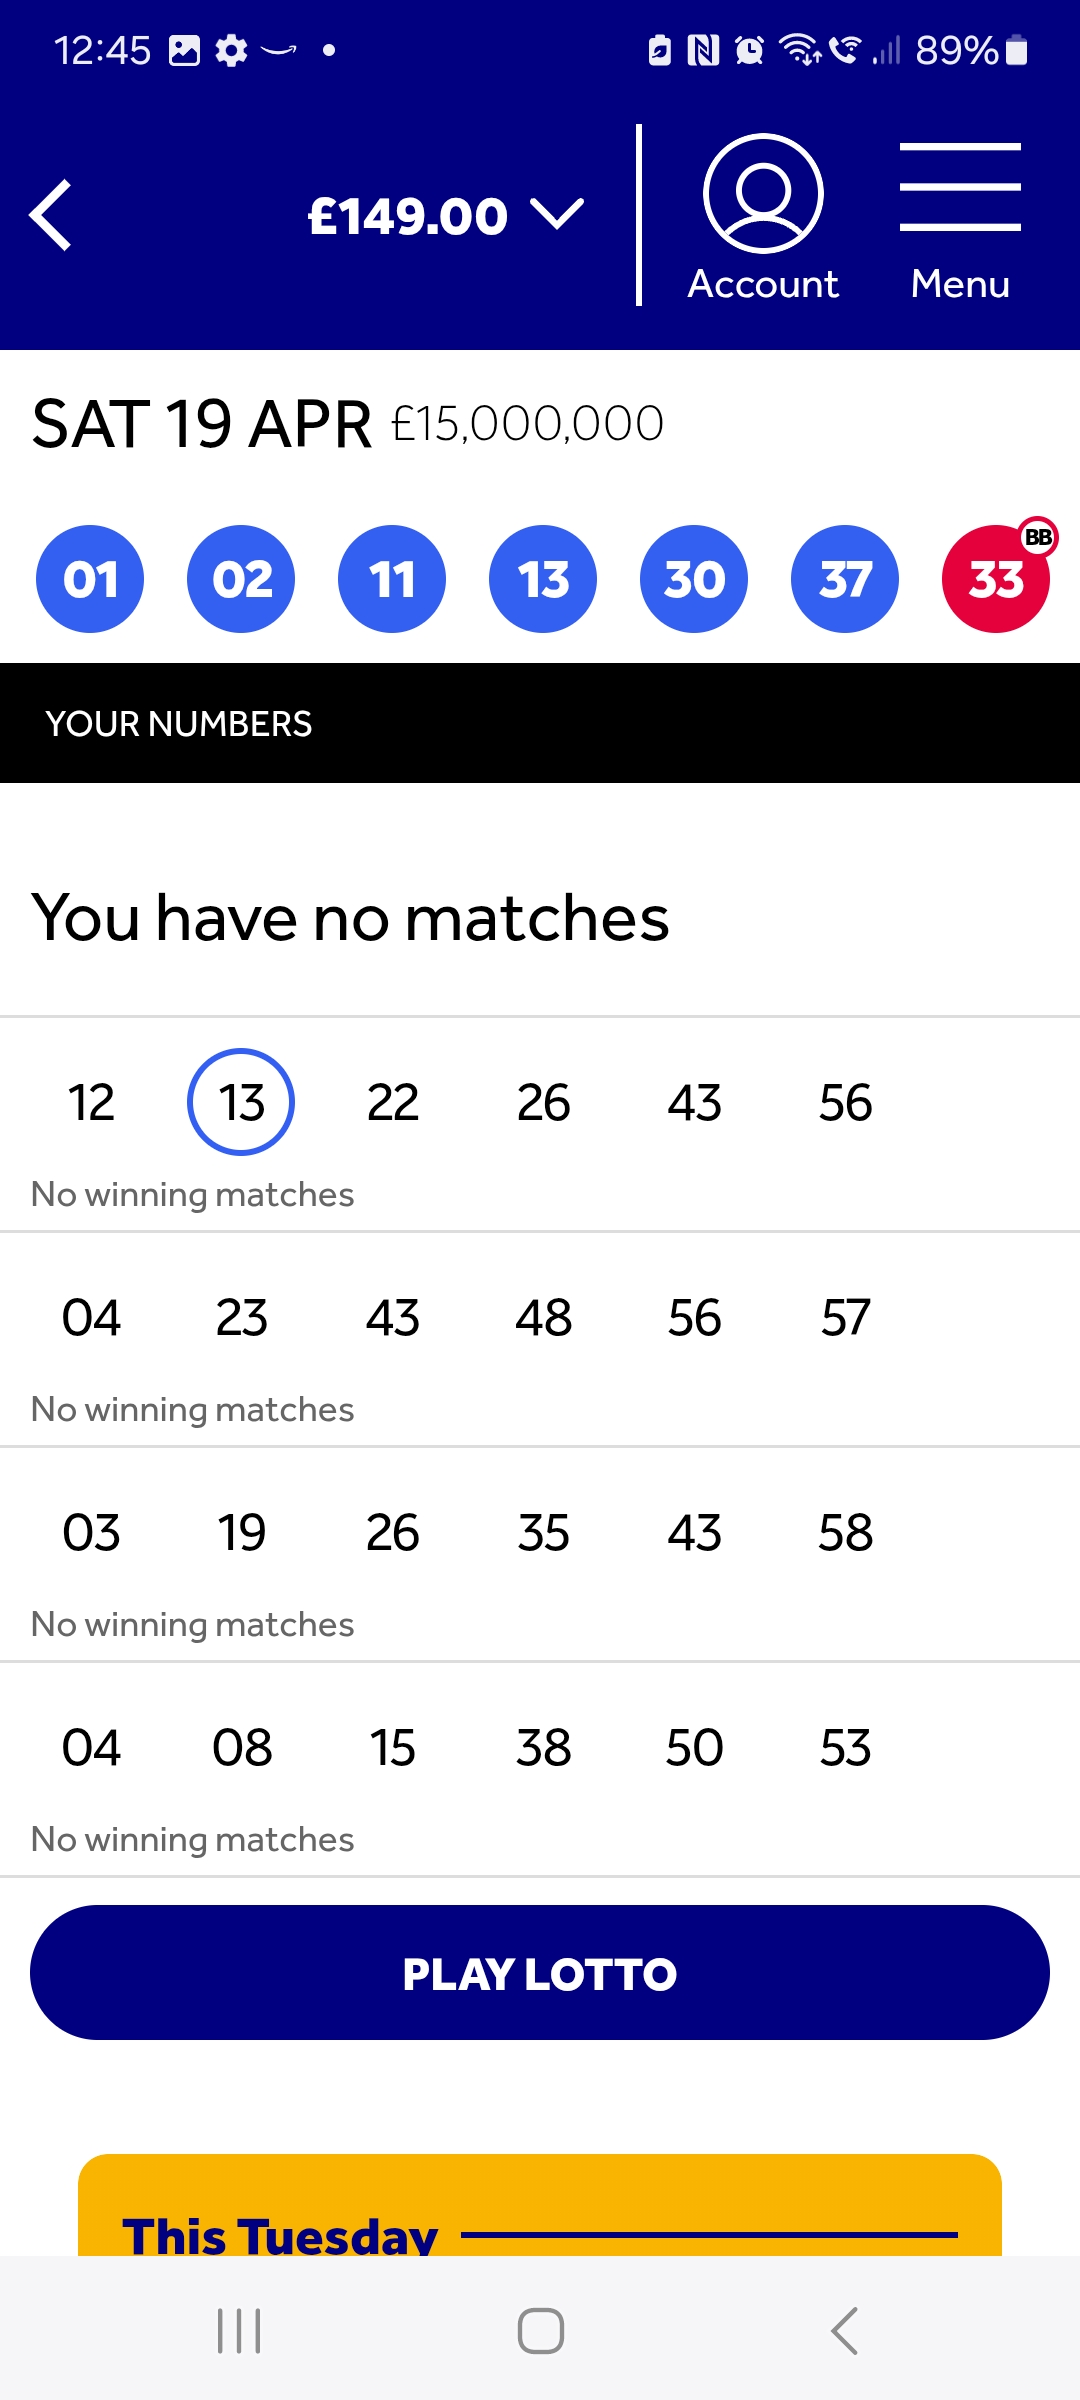 12:45 89%
£149.00
Account Menu
SAT 19 APR £15,000,000
01 02 11 13 30 37 33 BB
YOUR NUMBERS
You have no matches
12 13 22 26 43 56
No winning matches
04 23 43 48 56 57
No winning matches
03 19 26 35 43 58
No winning matches
04 08 15 38 50 53
No winning matches
PLAY LOTTO
This Tuesday